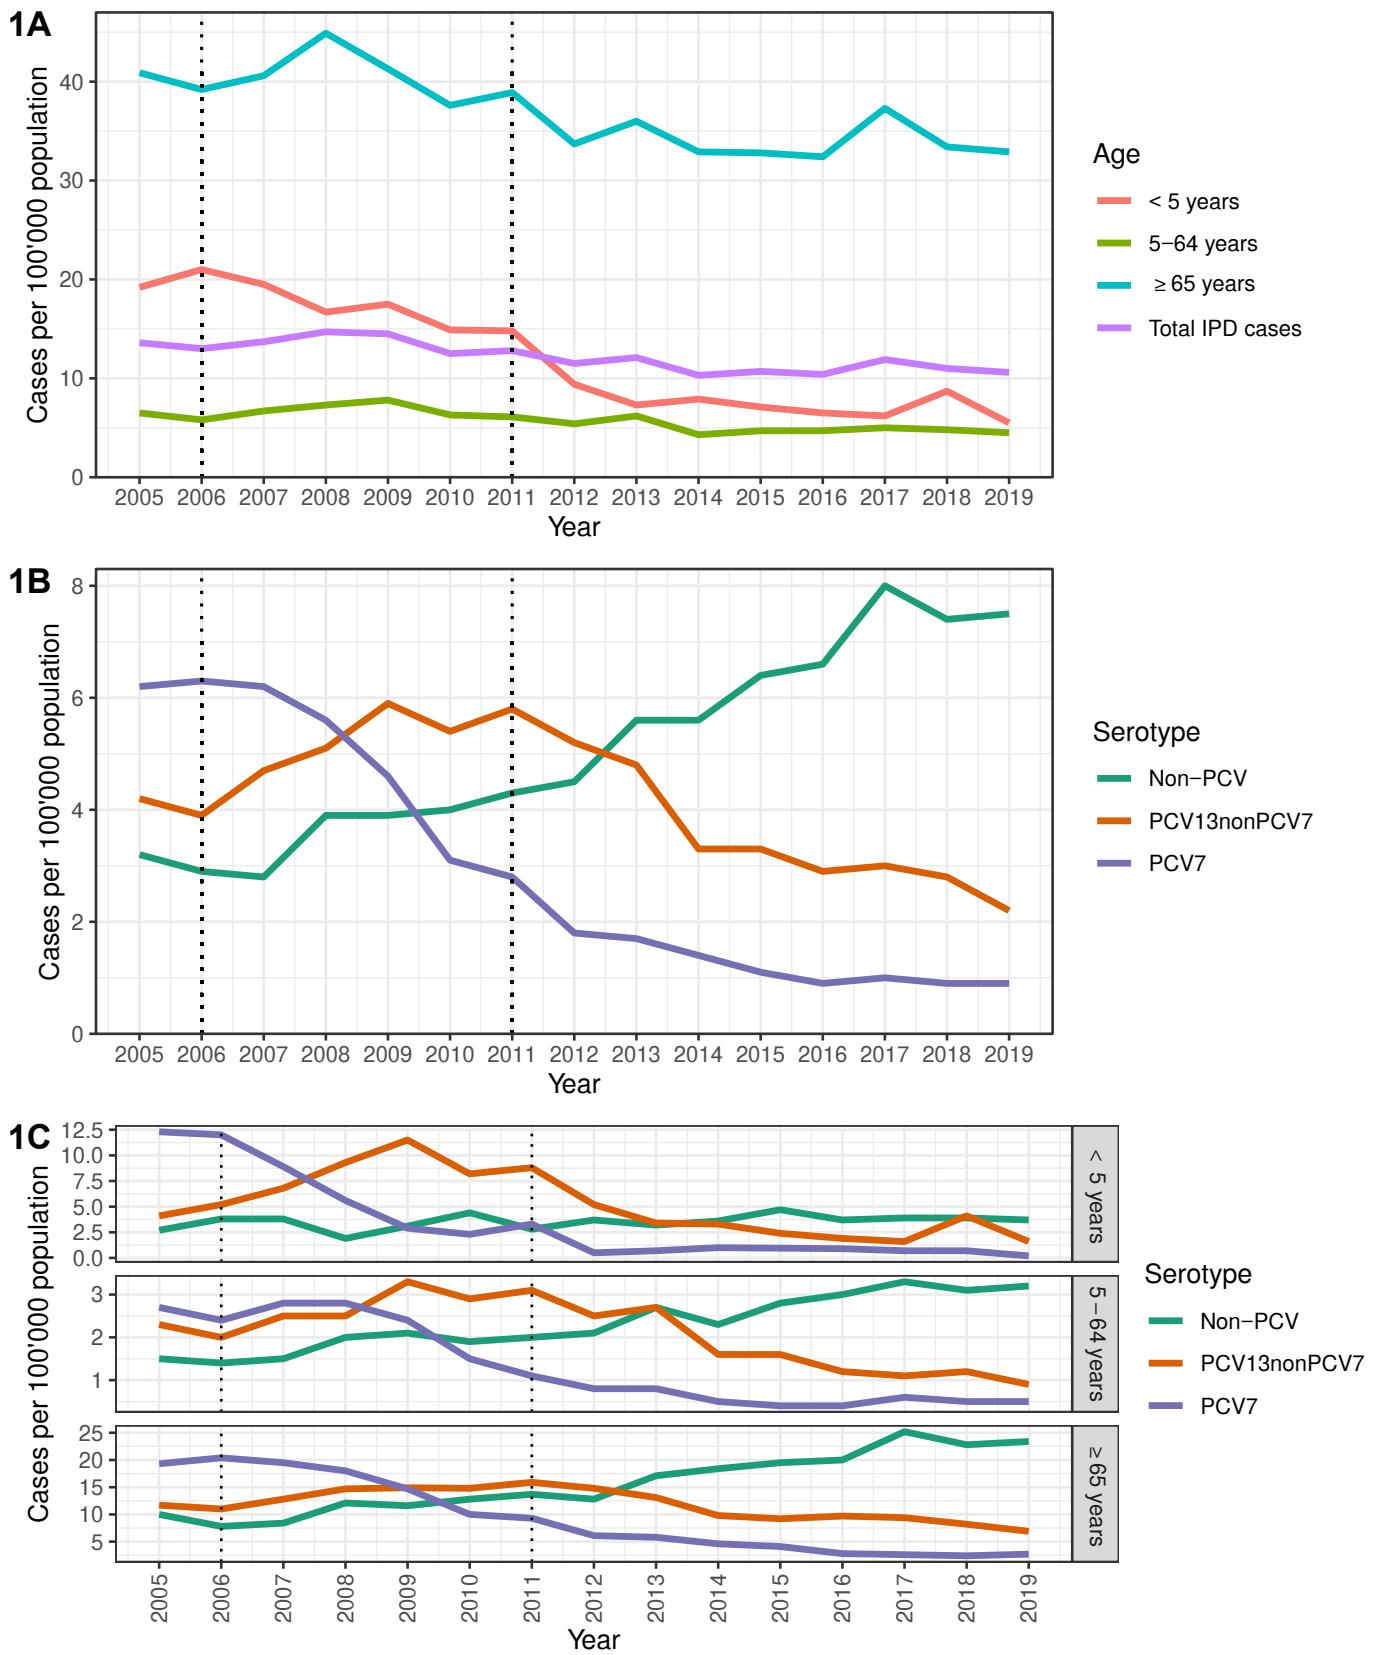 1A
Cases per 100'000 population
40
30
20
10
0
2005 2006 2007 2008 2009 2010 2011 2012 2013 2014 2015 2016 2017 2018 2019
Year
Age
< 5 years
5−64 years
≥ 65 years
Total IPD cases
1B
Cases per 100'000 population
8
6
4
2
0
2005 2006 2007 2008 2009 2010 2011 2012 2013 2014 2015 2016 2017 2018 2019
Year
Serotype
Non−PCV
PCV13nonPCV7
PCV7
1C
Cases per 100'000 population
12.5
10.0
7.5
5.0
2.5
0.0
< 5 years
3
2
1
5−64 years
25
20
15
10
5
≥ 65 years
2005 2006 2007 2008 2009 2010 2011 2012 2013 2014 2015 2016 2017 2018 2019
Year
Serotype
Non−PCV
PCV13nonPCV7
PCV7